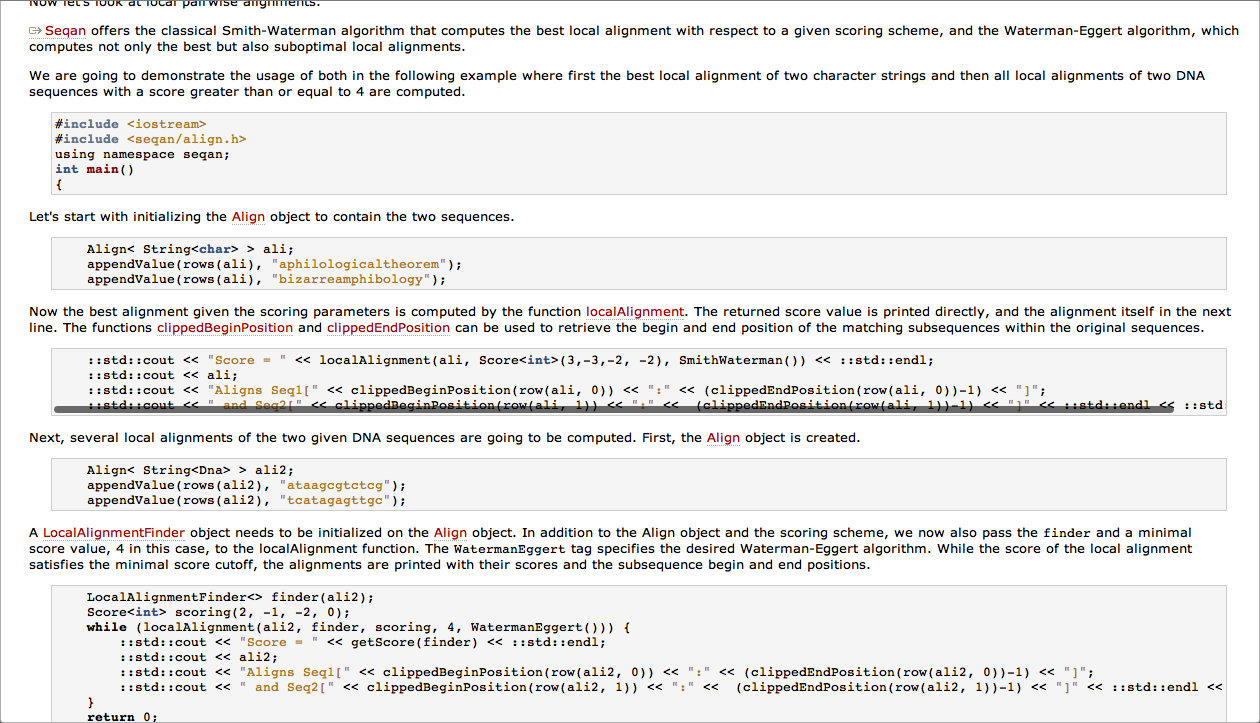 Now let's look at local pairwise alignments.
Seqan offers the classical Smith-Waterman algorithm that computes the best local alignment with respect to a given scoring scheme, and the Waterman-Eggert algorithm, which
computes not only the best but also suboptimal local alignments.
We are going to demonstrate the usage of both in the following example where first the best local alignment of two character strings and then all local alignments of two DNA
sequences with a score greater than or equal to 4 are computed.
#include <iostream>
#include <seqan/align.h>
using namespace seqan;
int main()
{
Let's start with initializing the Align object to contain the two sequences.
    Align< String<char> > ali;
    appendValue(rows(ali), "aphilologicaltheorem");
    appendValue(rows(ali), "bizarreamphibology");
Now the best alignment given the scoring parameters is computed by the function localAlignment. The returned score value is printed directly, and the alignment itself in the next
line. The functions clippedBeginPosition and clippedEndPosition can be used to retrieve the begin and end position of the matching subsequences within the original sequences.
    ::std::cout << "Score = " << localAlignment(ali, Score<int>(3,-3,-2, -2), SmithWaterman()) << ::std::endl;
    ::std::cout << ali;
    ::std::cout << "Aligns Seq1[" << clippedBeginPosition(row(ali, 0)) << ":" << (clippedEndPosition(row(ali, 0))-1) << "]";
    ::std::cout << " and Seq2[" << clippedBeginPosition(row(ali, 1)) << ":" <<  (clippedEndPosition(row(ali, 1))-1) << "]" << ::std::endl << ::std
Next, several local alignments of the two given DNA sequences are going to be computed. First, the Align object is created.
    Align< String<Dna> > ali2;
    appendValue(rows(ali2), "ataagcgtctcg");
    appendValue(rows(ali2), "tcatagagttgc");
A LocalAlignmentFinder object needs to be initialized on the Align object. In addition to the Align object and the scoring scheme, we now also pass the finder and a minimal
score value, 4 in this case, to the localAlignment function. The WatermanEggert tag specifies the desired Waterman-Eggert algorithm. While the score of the local alignment
satisfies the minimal score cutoff, the alignments are printed with their scores and the subsequence begin and end positions.
    LocalAlignmentFinder<> finder(ali2);
    Score<int> scoring(2, -1, -2, 0);
    while (localAlignment(ali2, finder, scoring, 4, WatermanEggert())) {
        ::std::cout << "Score = " << getScore(finder) << ::std::endl;
        ::std::cout << ali2;
        ::std::cout << "Aligns Seq1[" << clippedBeginPosition(row(ali2, 0)) << ":" << (clippedEndPosition(row(ali2, 0))-1) << "]";
        ::std::cout << " and Seq2[" << clippedBeginPosition(row(ali2, 1)) << ":" <<  (clippedEndPosition(row(ali2, 1))-1) << "]" << ::std::endl <<
    }
    return 0;